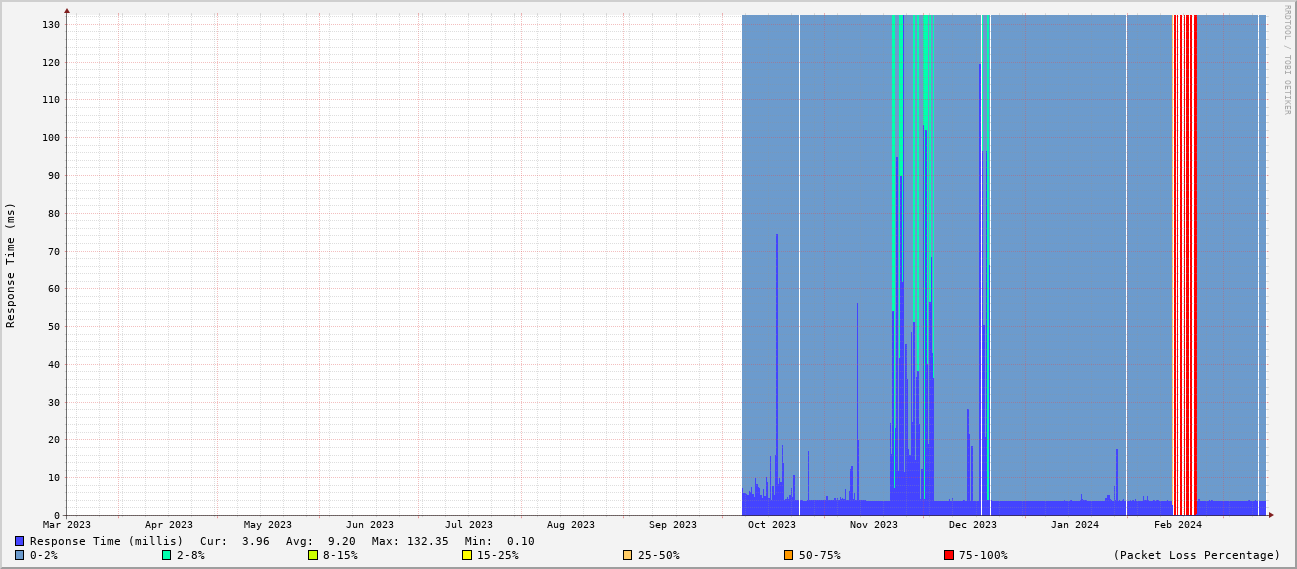 RRDTOOL / TOBI OETIKER
Response Time (ms)
130
120
110
100
90
80
70
60
50
40
30
20
10
0
Mar 2023 Apr 2023 May 2023 Jun 2023 Jul 2023 Aug 2023 Sep 2023 Oct 2023 Nov 2023 Dec 2023 Jan 2024 Feb 2024
Response Time (millis) Cur: 3.96 Avg: 9.20 Max: 132.35 Min: 0.10
0-2% 2-8% 8-15% 15-25% 25-50% 50-75% 75-100% (Packet Loss Percentage)